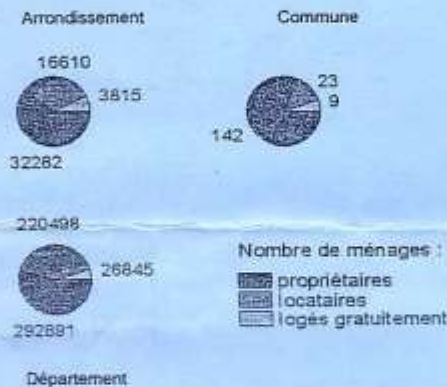 Arrondissement
16610
3815
32282
Commune
23
9
142
220498
26845
292891
Département
Nombre de ménages :
propriétaires
locataires
logés gratuitement